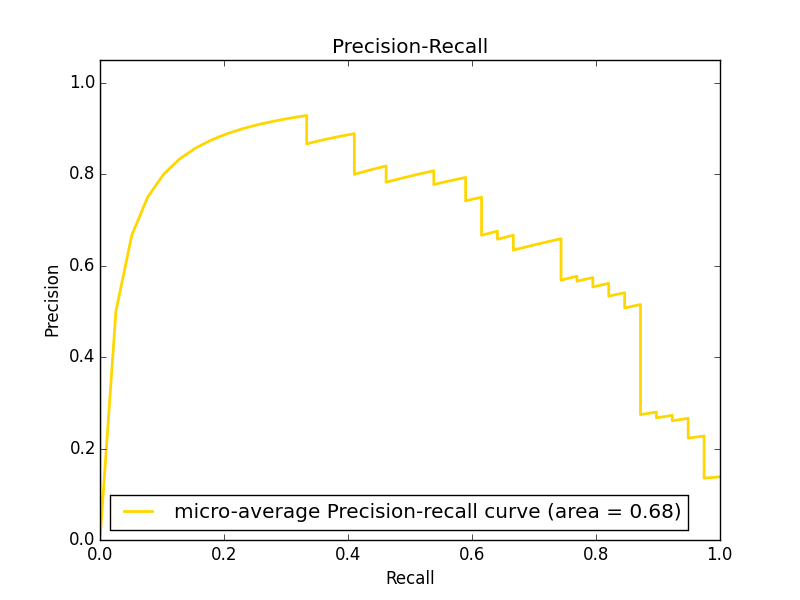 Precision-Recall
1.0
0.8
0.6
0.4
0.2
0.0
Precision
micro-average Precision-recall curve (area = 0.68)
0.0 0.2 0.4 0.6 0.8 1.0
Recall